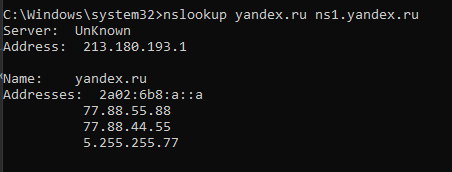 C:\Windows\system32>nslookup yandex.ru ns1.yandex.ru
Server:  UnKnown
Address:  213.180.193.1

Name:    yandex.ru
Addresses:  2a02:6b8:a::a
          77.88.55.88
          77.88.44.55
          5.255.255.77